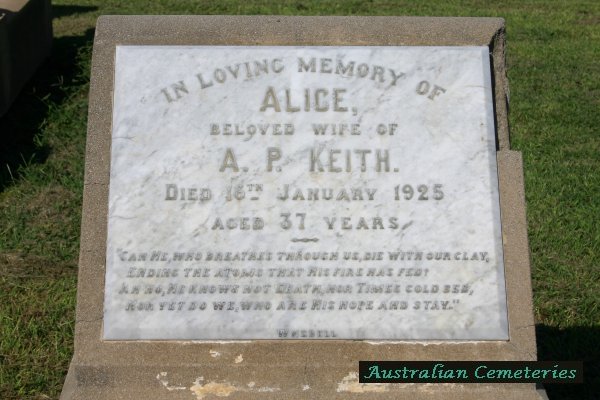 IN LOVING MEMORY OF
ALICE,
BELOVED WIFE OF
A. P. KEITH.
DIED 16TH JANUARY 1925
AGED 37 YEARS
"CAN HE, WHO BREATHES THROUGH US, DIE WITH OUR CLAY,
ENDING THE ATOMIC THAT HIS FIRE HAS FED?
AH NO, HE KNOWS NOT DEATH, NOR TIMES COLD BED,
NOR YET DO WE, WHO ARE HIS HOPE AND STAY."
Australian Cemeteries